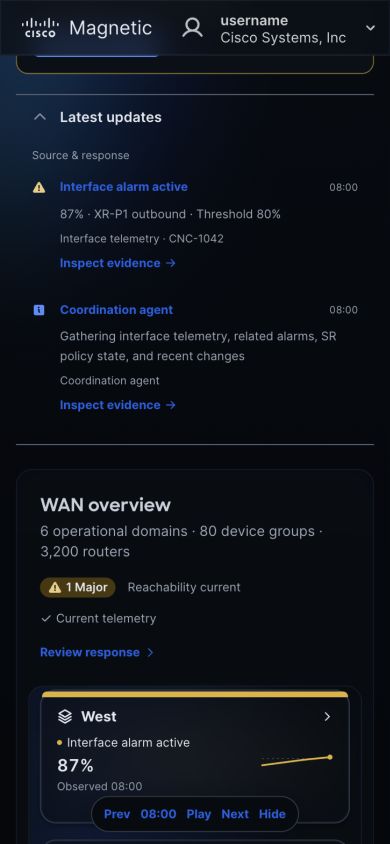 CISCO Magnetic
username
Cisco Systems, Inc
Latest updates
Source & response
Interface alarm active 08:00
87% · XR-P1 outbound · Threshold 80%
Interface telemetry · CNC-1042
Inspect evidence →
Coordination agent 08:00
Gathering interface telemetry, related alarms, SR
policy state, and recent changes
Coordination agent
Inspect evidence →
WAN overview
6 operational domains · 80 device groups ·
3,200 routers
1 Major Reachability current
✓ Current telemetry
Review response >
West >
• Interface alarm active
87%
Observed 08:00
Prev 08:00 Play Next Hide